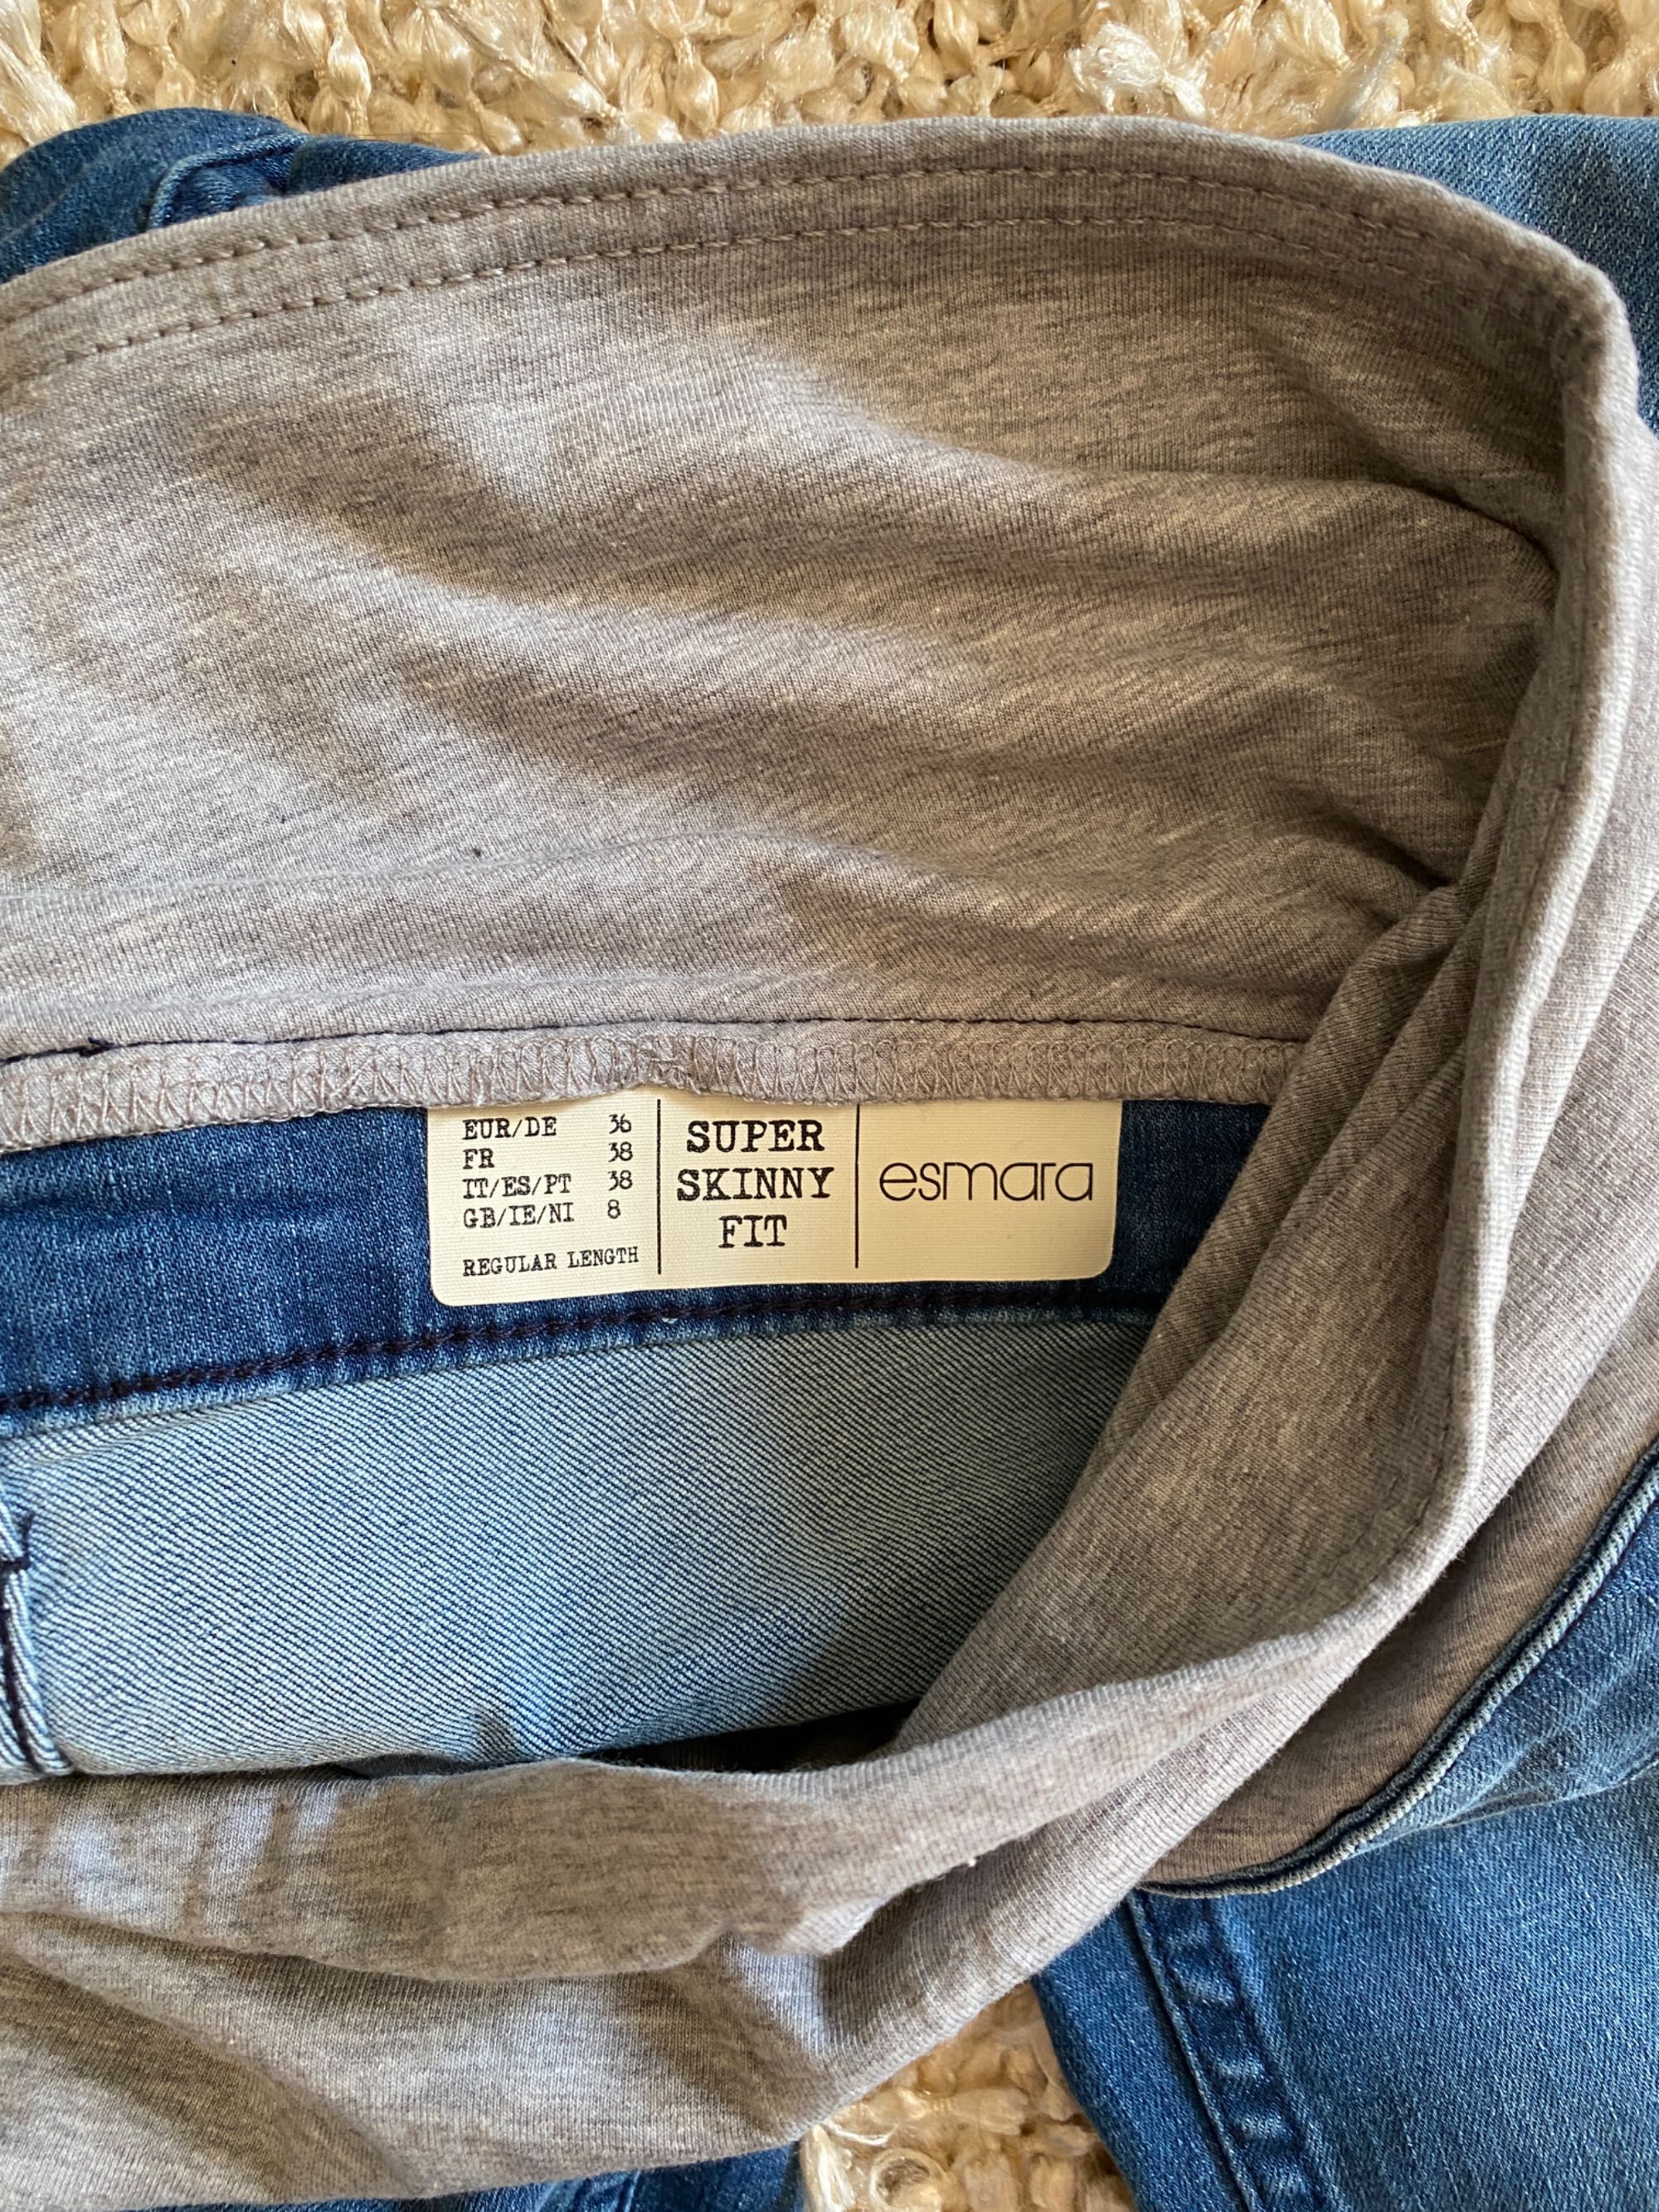 EUR/DE 36
FR 38
IT/ES/PT 38
GB/IE/NI 8
REGULAR LENGTH
SUPER
SKINNY
FIT
esmara